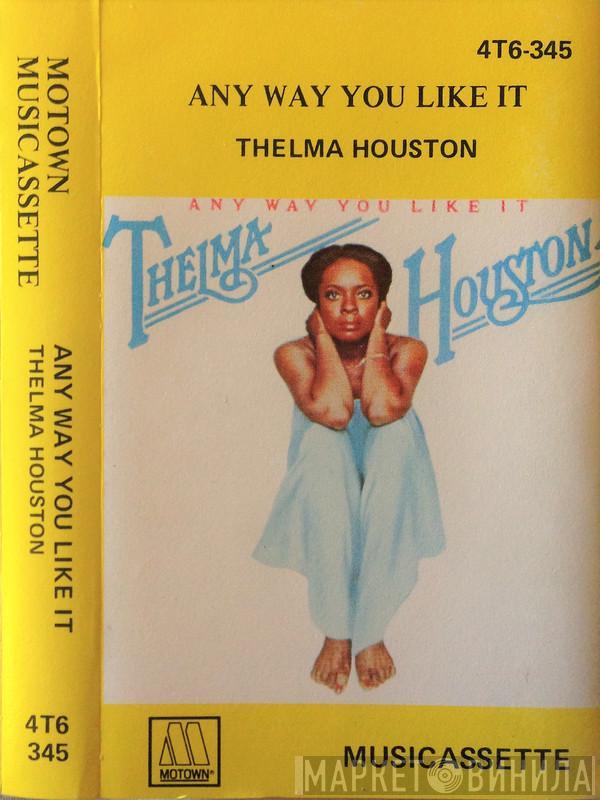 MOTOWN
MUSICASSETTE
ANY WAY YOU LIKE IT
THELMA HOUSTON
4T6
345
4T6-345
ANY WAY YOU LIKE IT
THELMA HOUSTON
ANY WAY YOU LIKE IT
THELMA HOUSTON
MOTOWN®
MUSICASSETTE
МАРКЕТ ВИНИЛА